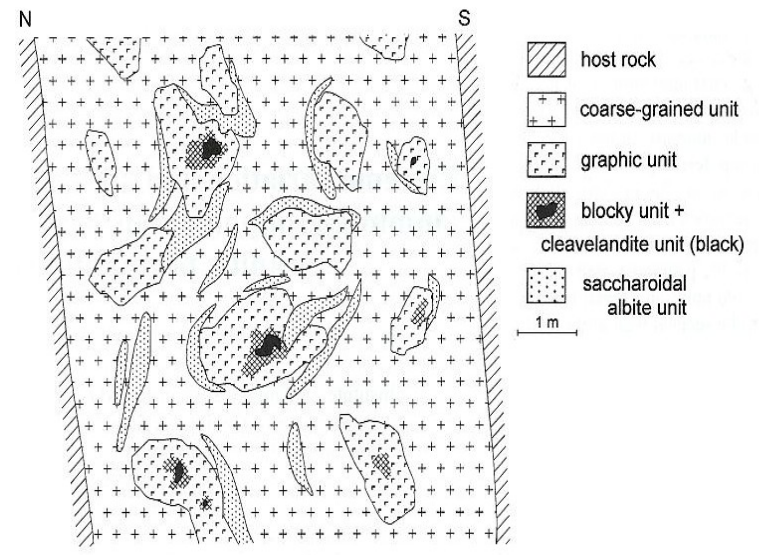 N
S
host rock
coarse-grained unit
graphic unit
blocky unit +
cleavelandite unit (black)
saccharoidal
albite unit
1 m